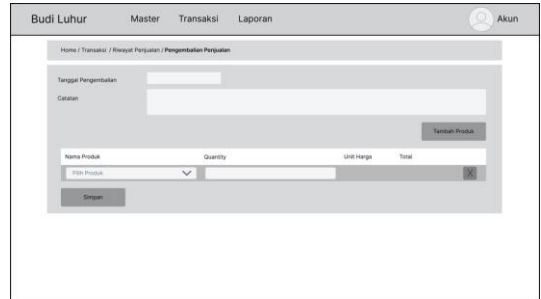 Budi Luhur Master Transaksi Laporan Akun
Home / Transaksi / Riwayat Penjualan / Pengembalian Penjualan
Tanggal Pengembalian
Catatan
Tambah Produk
Nama Produk Quantity Unit Harga Total
Pilih Produk X
Simpan